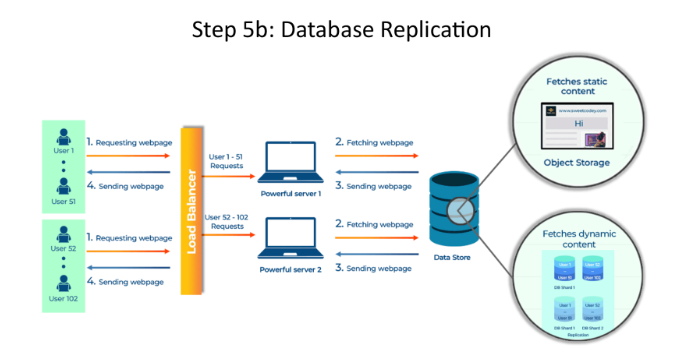 Step 5b: Database Replication
Fetches static
content
www.sweetcodey.com
Hi
Object Storage
User 1
User 51
1. Requesting webpage
4. Sending webpage
Load Balancer
User 1 - 51
Requests
Powerful server 1
2. Fetching webpage
3. Sending webpage
User 52
User 102
1. Requesting webpage
4. Sending webpage
User 52 - 102
Requests
Powerful server 2
2. Fetching webpage
3. Sending webpage
Data Store
Fetches dynamic
content
User 1
User 51
User 52
User 102
DB Shard 1
User 1
User 51
User 52
User 102
DB Shard 1
DB Shard 2
Replication